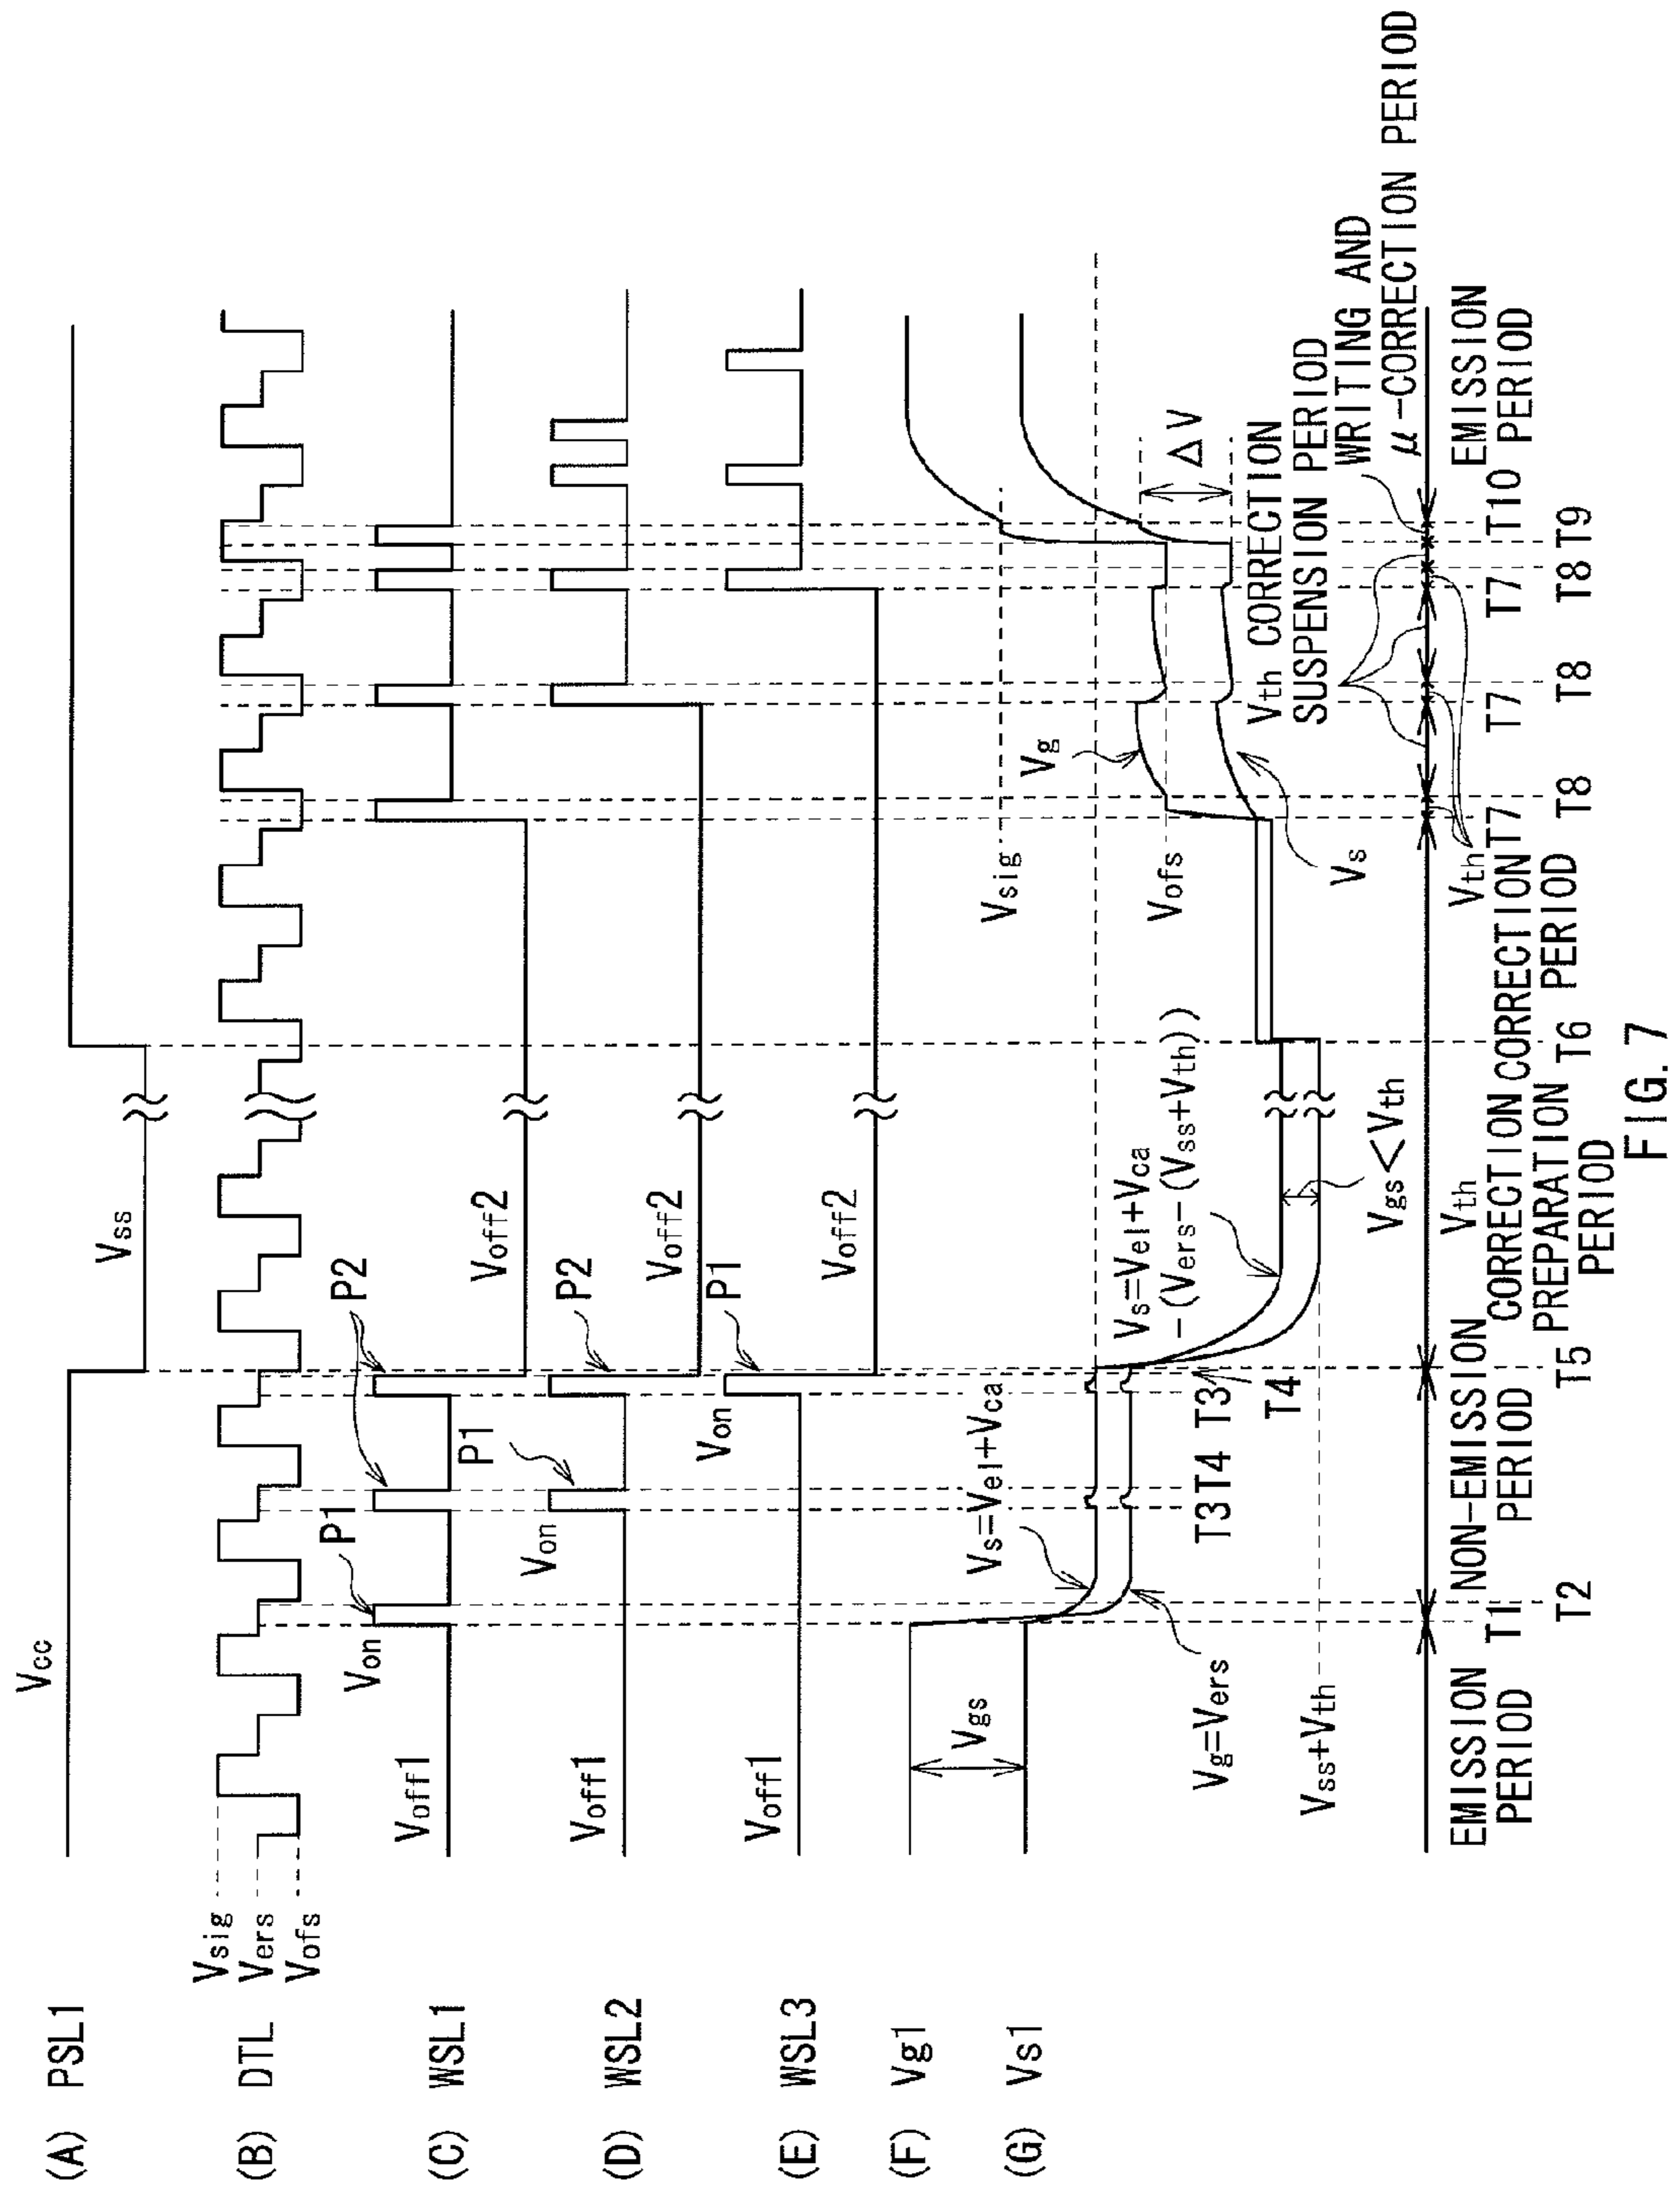 (A) PSL1
Vcc
Vss
(B) DTL
Vsig
Vers
Vofs
(C) WSL1
Voff1
Von
P1
P2
Voff2
(D) WSL2
Voff1
Von
P1
P2
Voff2
(E) WSL3
Voff1
Von
P1
Voff2
(F) Vg1
(G) Vs1
Vgs
Vs=Vel+Vca
Vg=Vers
Vss+Vth
T3 T4 T3
T4
Vs=Vel+Vca
-(Vers-(Vss+Vth))
Vgs<Vth
Vsig
Vofs
Vg
Vs
ΔV
Vth CORRECTION
SUSPENSION PERIOD
WRITING AND
μ-CORRECTION PERIOD
EMISSION
PERIOD
T1
T2
NON-EMISSION
PERIOD
T5
Vth
CORRECTION
PREPARATION
PERIOD
T6
Vth
CORRECTION
PERIOD
T7
T8
T7
T8
T7
T8
T9
T10
EMISSION
PERIOD
FIG. 7